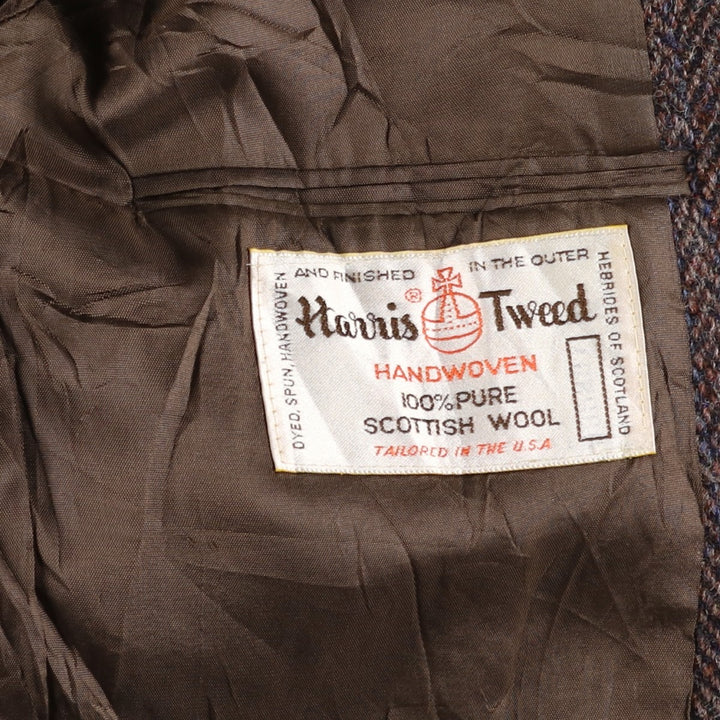 DYED, SPUN, HANDWOVEN
AND FINISHED
IN THE OUTER
HEBRIDES OF SCOTLAND
Harris® Tweed
HANDWOVEN
100% PURE
SCOTTISH WOOL
TAILORED IN THE U.S.A